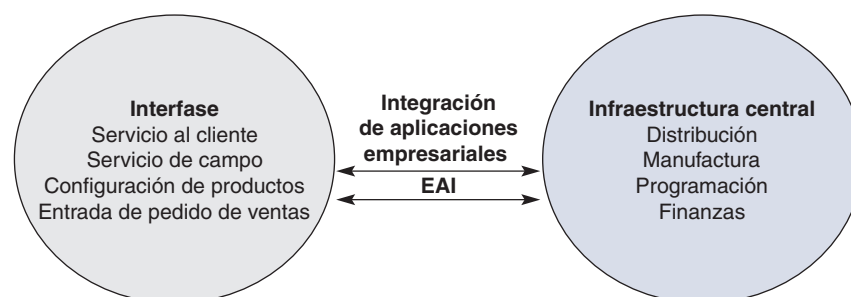 Interfase
Servicio al cliente
Servicio de campo
Configuración de productos
Entrada de pedido de ventas
Integración
de aplicaciones
empresariales
EAI
Infraestructura central
Distribución
Manufactura
Programación
Finanzas